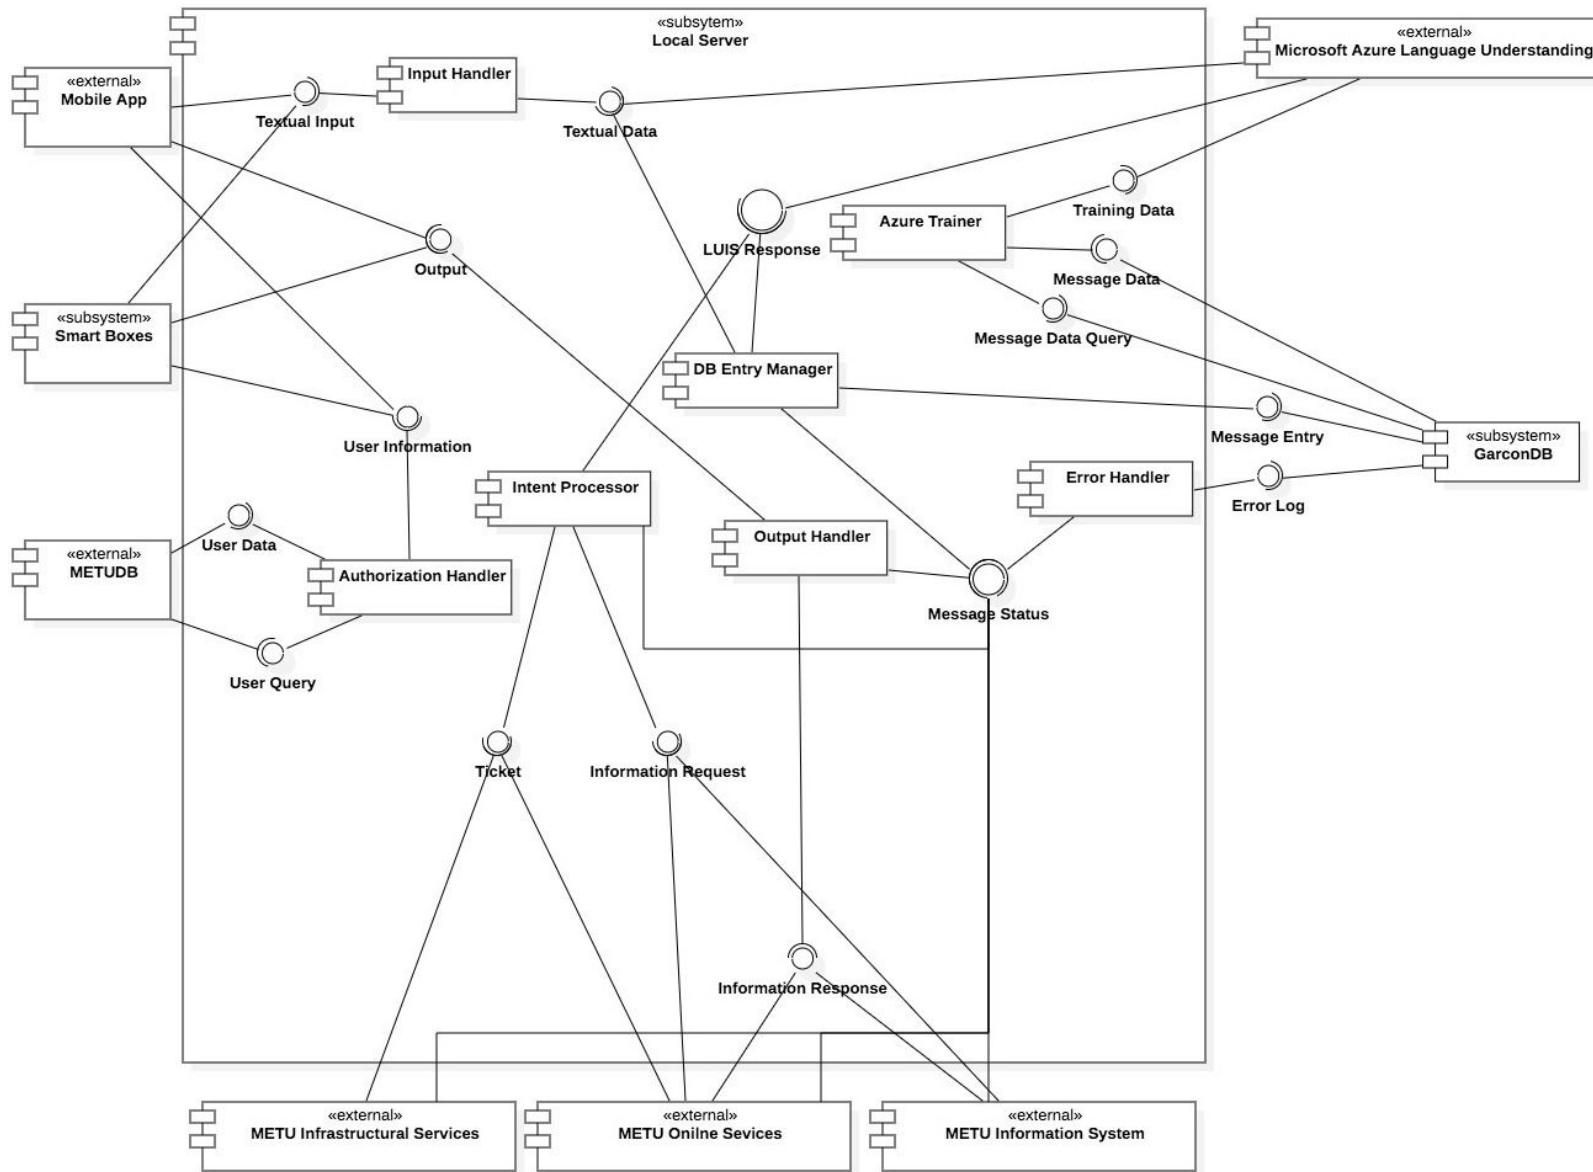 «subsytem»
Local Server
«external»
Microsoft Azure Language Understanding
«external»
Mobile App
Input Handler
Textual Input
Textual Data
Azure Trainer
Training Data
LUIS Response
Output
Message Data
«subsystem»
Smart Boxes
Message Data Query
DB Entry Manager
User Information
Message Entry
«subsystem»
GarconDB
Intent Processor
Error Handler
Error Log
User Data
Output Handler
«external»
METUDB
Authorization Handler
Message Status
User Query
Ticket
Information Request
Information Response
«external»
METU Infrastructural Services
«external»
METU Onilne Sevices
«external»
METU Information System